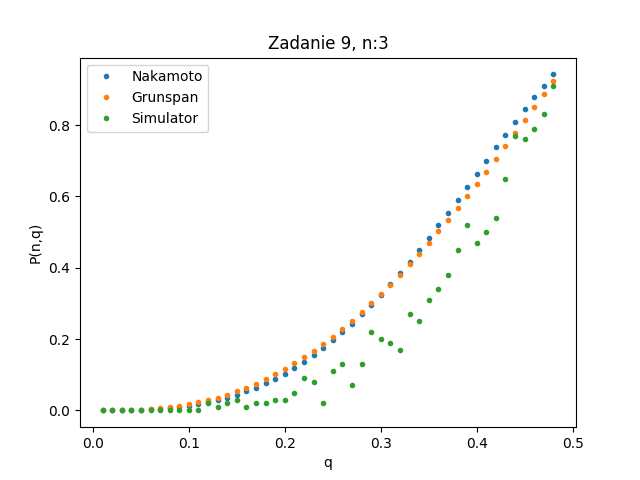 Zadanie 9, n:3
Nakamoto
Grunspan
Simulator
P(n,q)
0.8
0.6
0.4
0.2
0.0
0.0 0.1 0.2 0.3 0.4 0.5
q